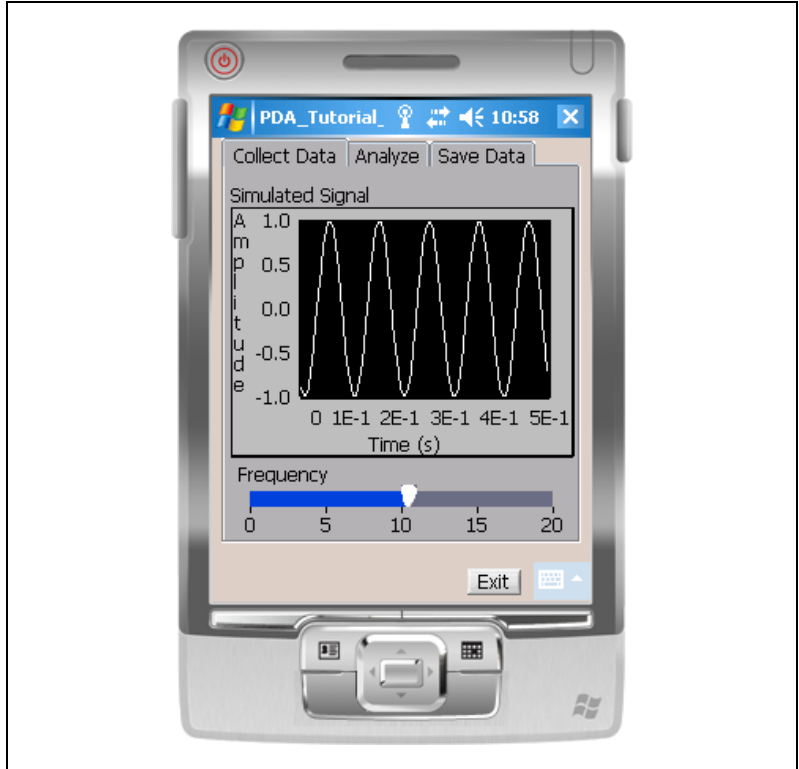 PDA_Tutorial_ 10:58
Collect Data Analyze Save Data
Simulated Signal
Amplitude
1.0
0.5
0.0
-0.5
-1.0
0 1E-1 2E-1 3E-1 4E-1 5E-1
Time (s)
Frequency
0 5 10 15 20
Exit